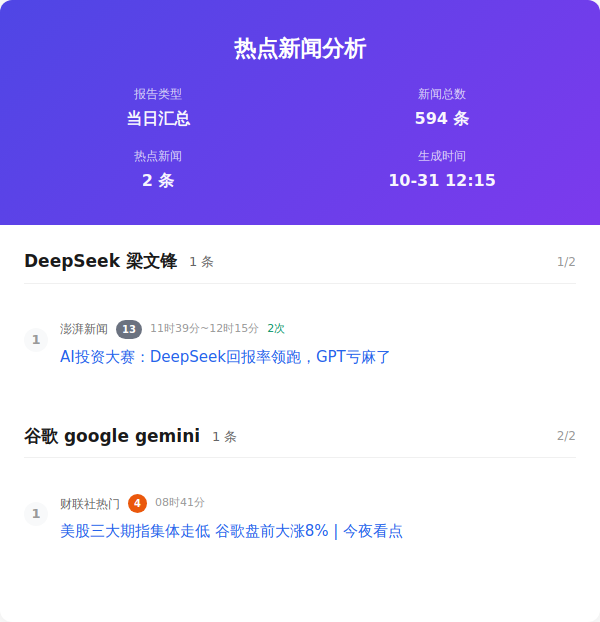 热点新闻分析
报告类型 新闻总数
当日汇总 594 条
热点新闻 生成时间
2 条 10-31 12:15
DeepSeek 梁文锋 1 条 1/2
1 澎湃新闻 13 11时39分~12时15分 2次
AI投资大赛：DeepSeek回报率领跑，GPT亏麻了
谷歌 google gemini 1 条 2/2
1 财联社热门 4 08时41分
美股三大期指集体走低 谷歌盘前大涨8% | 今夜看点